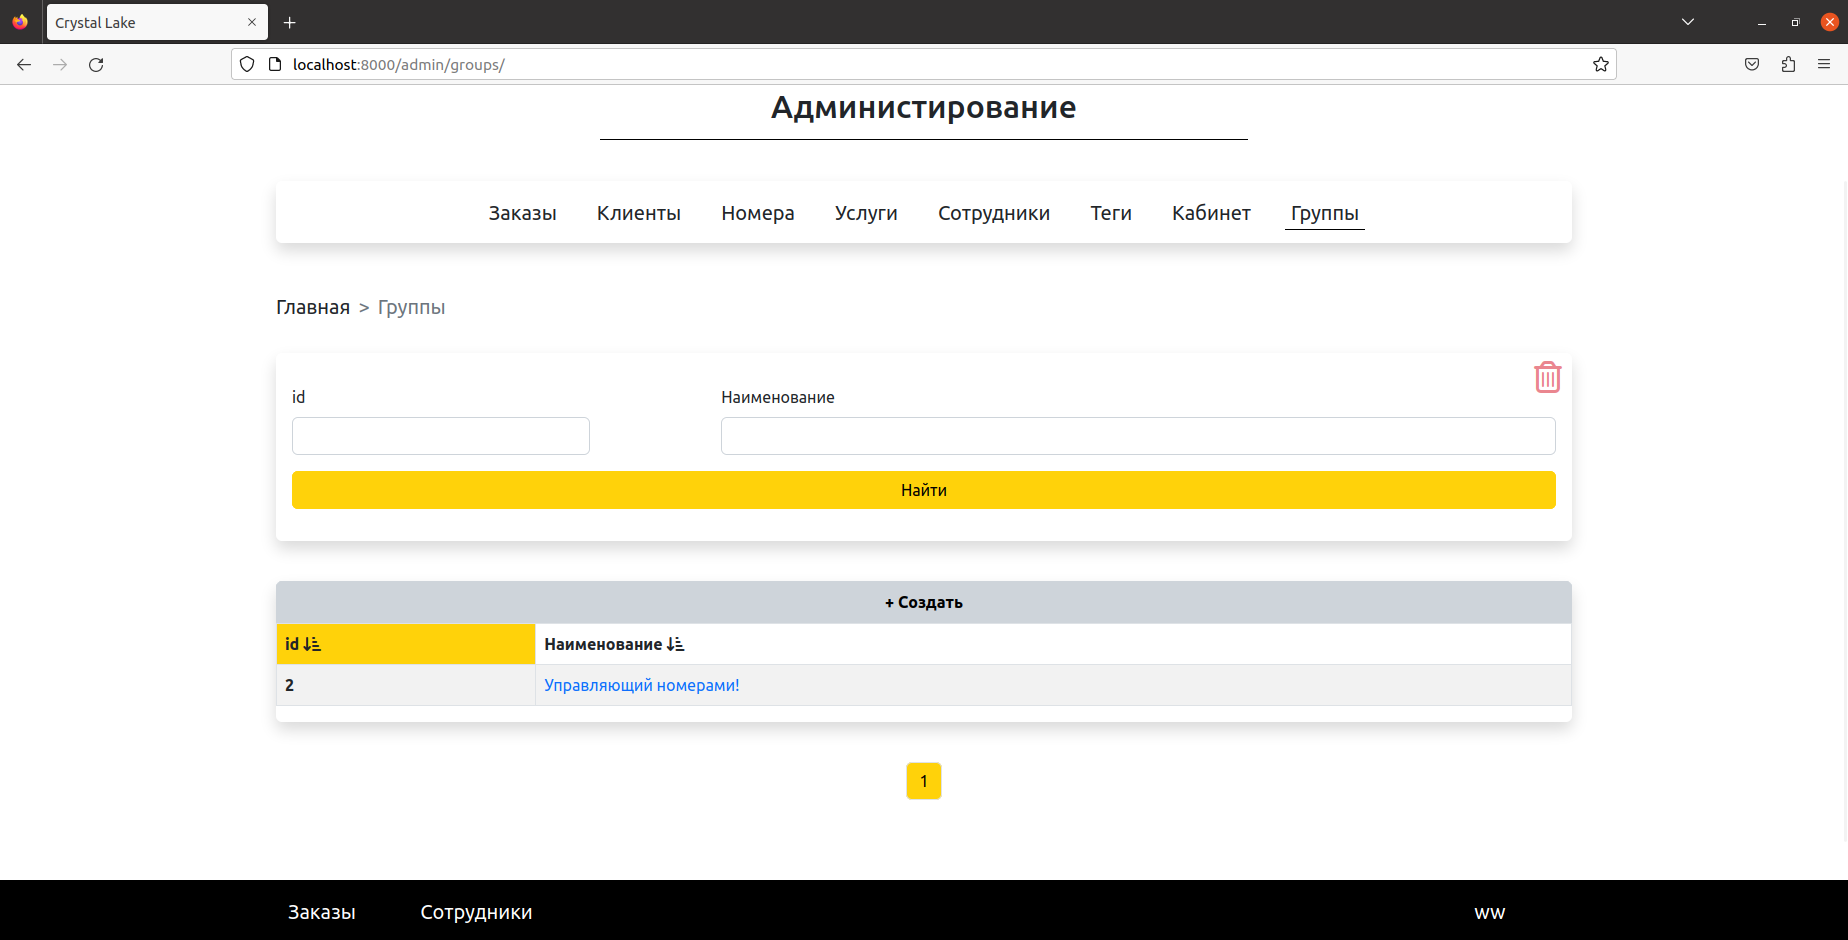 Crystal Lake
localhost:8000/admin/groups/
Администирование
Заказы Клиенты Номера Услуги Сотрудники Теги Кабинет Группы
Главная > Группы
id Наименование
Найти
+ Создать
id Наименование
2 Управляющий номерами!
1
Заказы Сотрудники ww